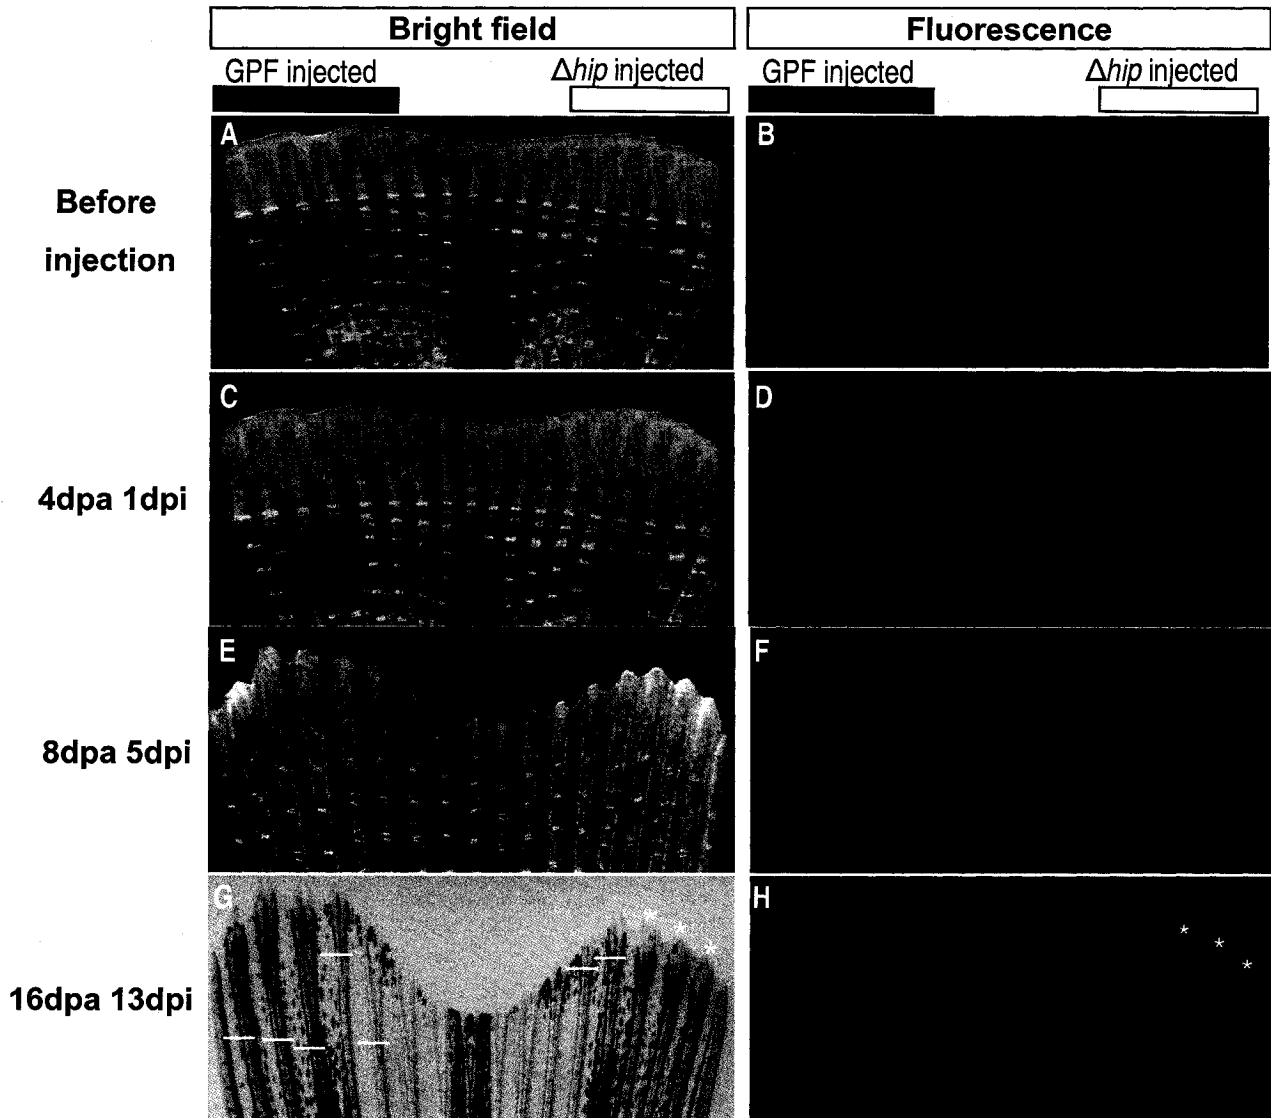 Bright field
Fluorescence
GPF injected
Δhip injected
GPF injected
Δhip injected
A
B
Before
injection
C
D
4dpa 1dpi
E
F
8dpa 5dpi
G
* * *
H
* * *
16dpa 13dpi